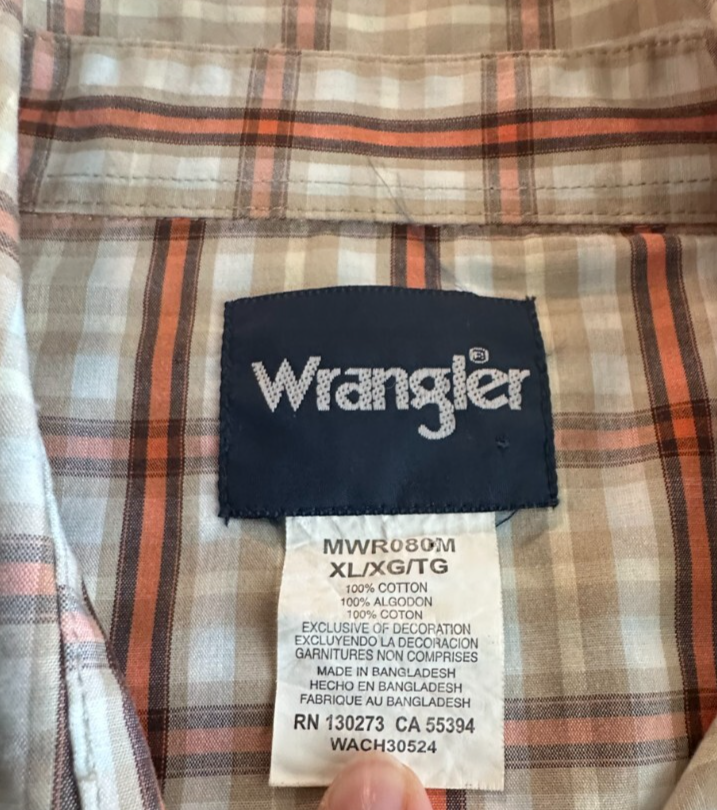 Wrangler®
MWR080M
XL/XG/TG
100% COTTON
100% ALGODON
100% COTON
EXCLUSIVE OF DECORATION
EXCLUYENDO LA DECORACION
GARNITURES NON COMPRISES
MADE IN BANGLADESH
HECHO EN BANGLADESH
FABRIQUE AU BANGLADESH
RN 130273 CA 55394
WACH30524